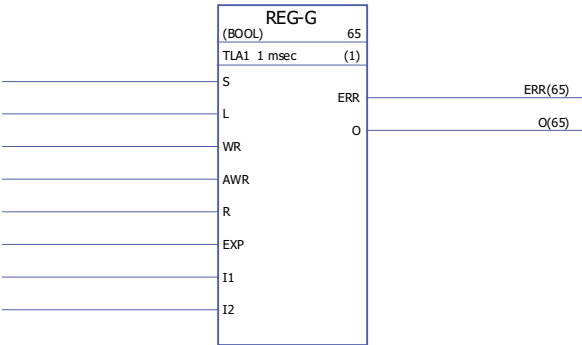 REG-G
(BOOL) 65
TLA1 1 msec (1)
S
ERR ERR(65)
L
O O(65)
WR
AWR
R
EXP
I1
I2